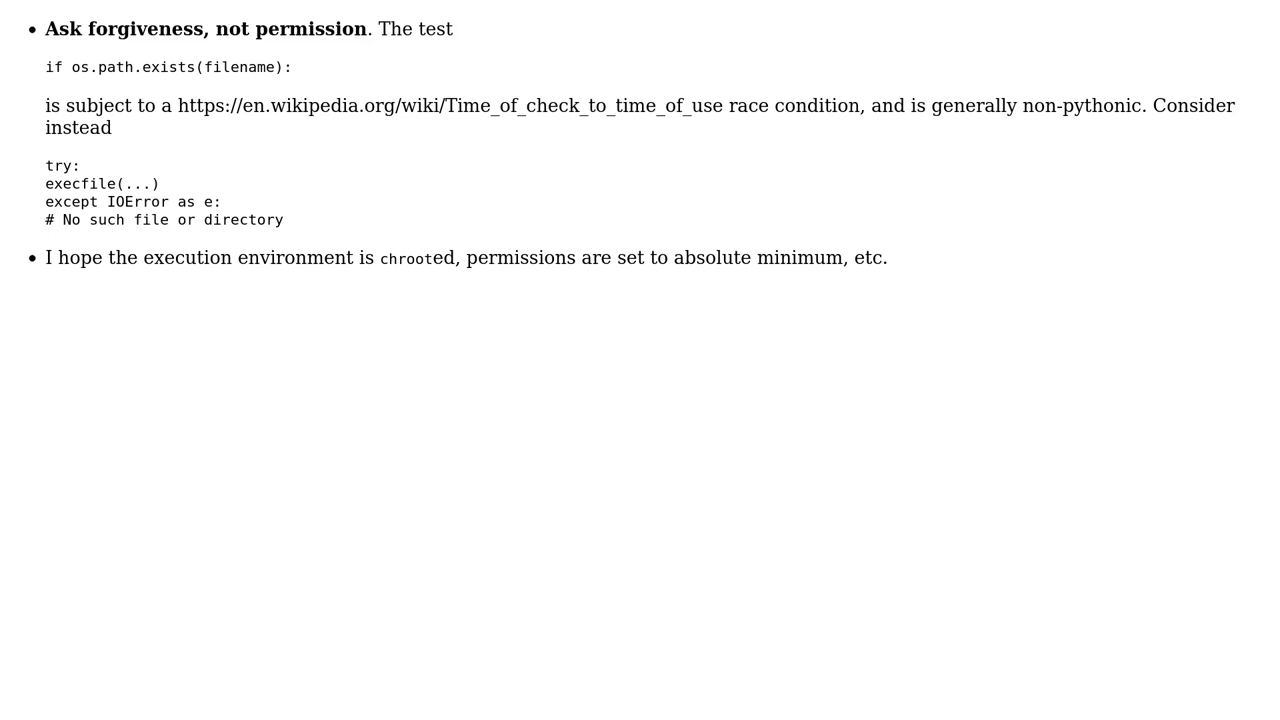 • Ask forgiveness, not permission. The test
if os.path.exists(filename):
is subject to a https://en.wikipedia.org/wiki/Time_of_check_to_time_of_use race condition, and is generally non-pythonic. Consider
instead
try:
execfile(...)
except IOError as e:
# No such file or directory
• I hope the execution environment is chrooted, permissions are set to absolute minimum, etc.